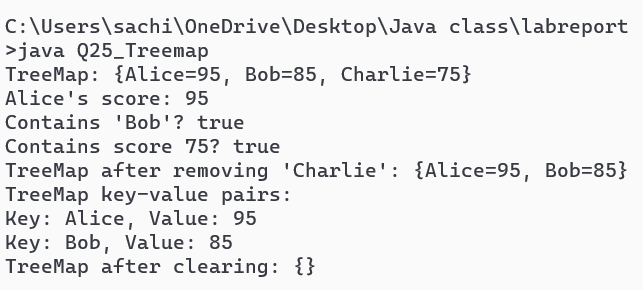 C:\Users\sachi\OneDrive\Desktop\Java class\labreport
>java Q25_Treemap
TreeMap: {Alice=95, Bob=85, Charlie=75}
Alice's score: 95
Contains 'Bob'? true
Contains score 75? true
TreeMap after removing 'Charlie': {Alice=95, Bob=85}
TreeMap key-value pairs:
Key: Alice, Value: 95
Key: Bob, Value: 85
TreeMap after clearing: {}